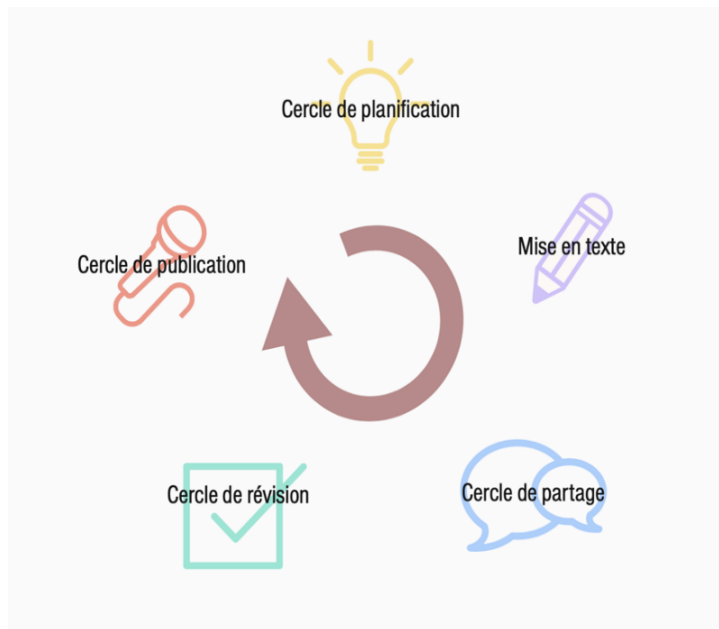 Cercle de planification
Mise en texte
Cercle de partage
Cercle de révision
Cercle de publication